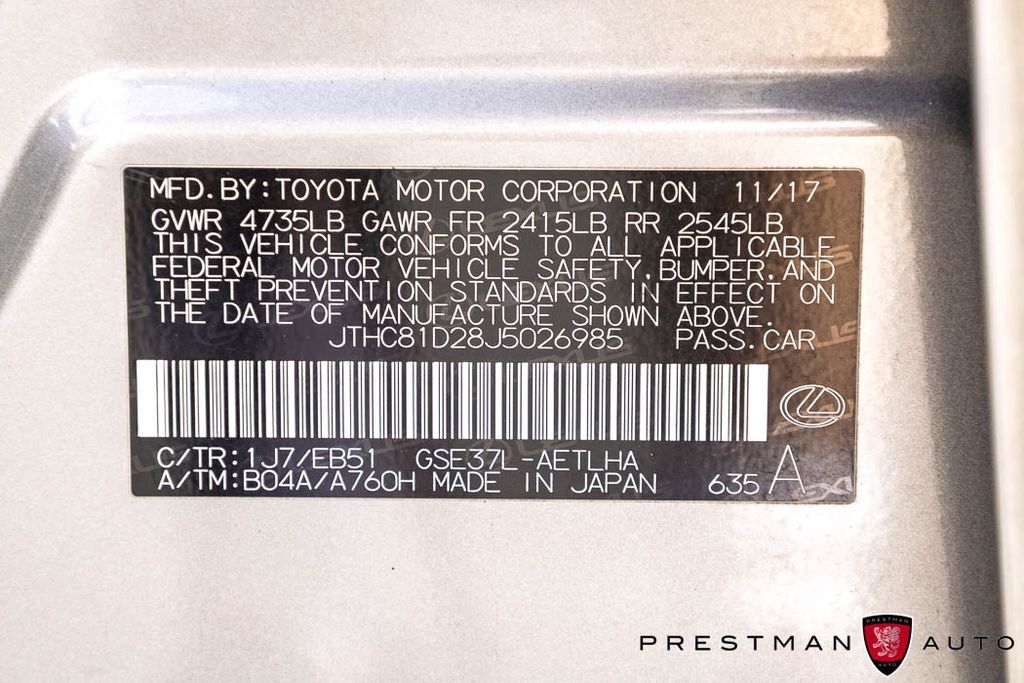 MFD. BY: TOYOTA MOTOR CORPORATION 11/17
GVWR 4735LB GAWR FR 2415LB RR 2545LB
THIS VEHICLE CONFORMS TO ALL APPLICABLE
FEDERAL MOTOR VEHICLE SAFETY, BUMPER, AND
THEFT PREVENTION STANDARDS IN EFFECT ON
THE DATE OF MANUFACTURE SHOWN ABOVE.
JTHC81D28J5026985 PASS. CAR
C/TR: 1J7/EB51 GSE37L-AETLHA
A/TM: B04A/A760H MADE IN JAPAN 635 A
PRESTMAN AUTO
PRESTMAN
AUTO